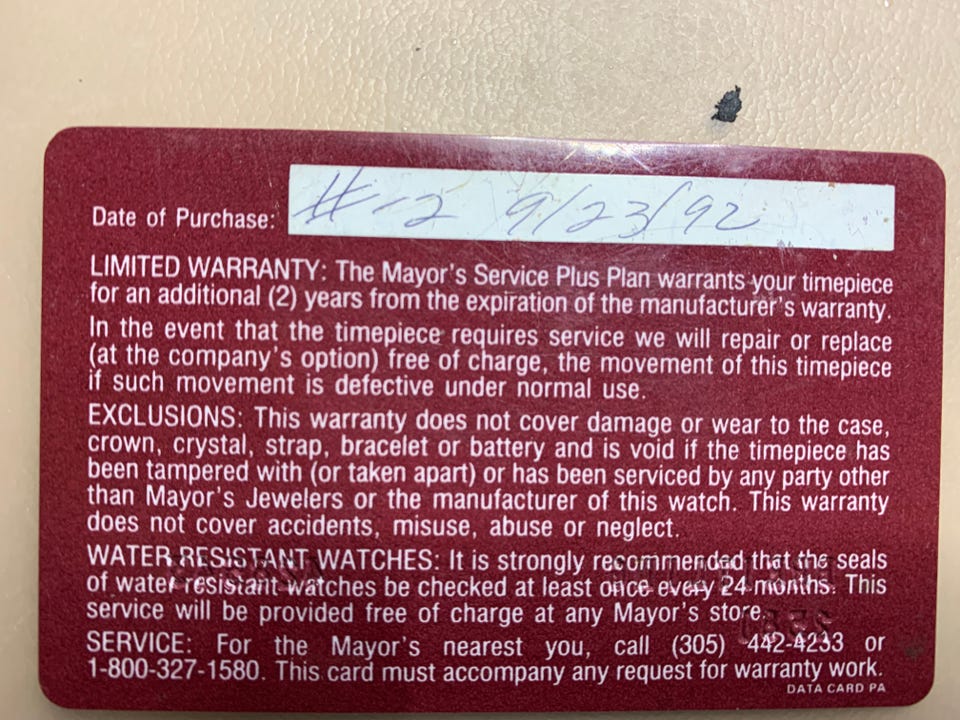 Date of Purchase: #-2 9/23/92
LIMITED WARRANTY: The Mayor's Service Plus Plan warrants your timepiece
for an additional (2) years from the expiration of the manufacturer's warranty.
In the event that the timepiece requires service we will repair or replace
(at the company's option) free of charge, the movement of this timepiece
if such movement is defective under normal use.
EXCLUSIONS: This warranty does not cover damage or wear to the case,
crown, crystal, strap, bracelet or battery and is void if the timepiece has
been tampered with (or taken apart) or has been serviced by any party other
than Mayor's Jewelers or the manufacturer of this watch. This warranty
does not cover accidents, misuse, abuse or neglect.
WATER RESISTANT WATCHES: It is strongly recommended that the seals
of water resistant watches be checked at least once every 24 months. This
service will be provided free of charge at any Mayor's store.
SERVICE: For the Mayor's nearest you, call (305) 442-4233 or
1-800-327-1580. This card must accompany any request for warranty work.
DATA CARD PA